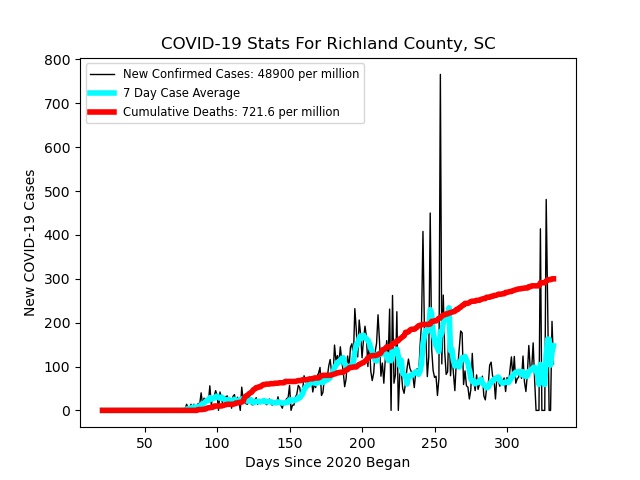 COVID-19 Stats For Richland County, SC
New Confirmed Cases: 48900 per million
7 Day Case Average
Cumulative Deaths: 721.6 per million
800
700
600
500
400
300
200
100
0
New COVID-19 Cases
50 100 150 200 250 300
Days Since 2020 Began